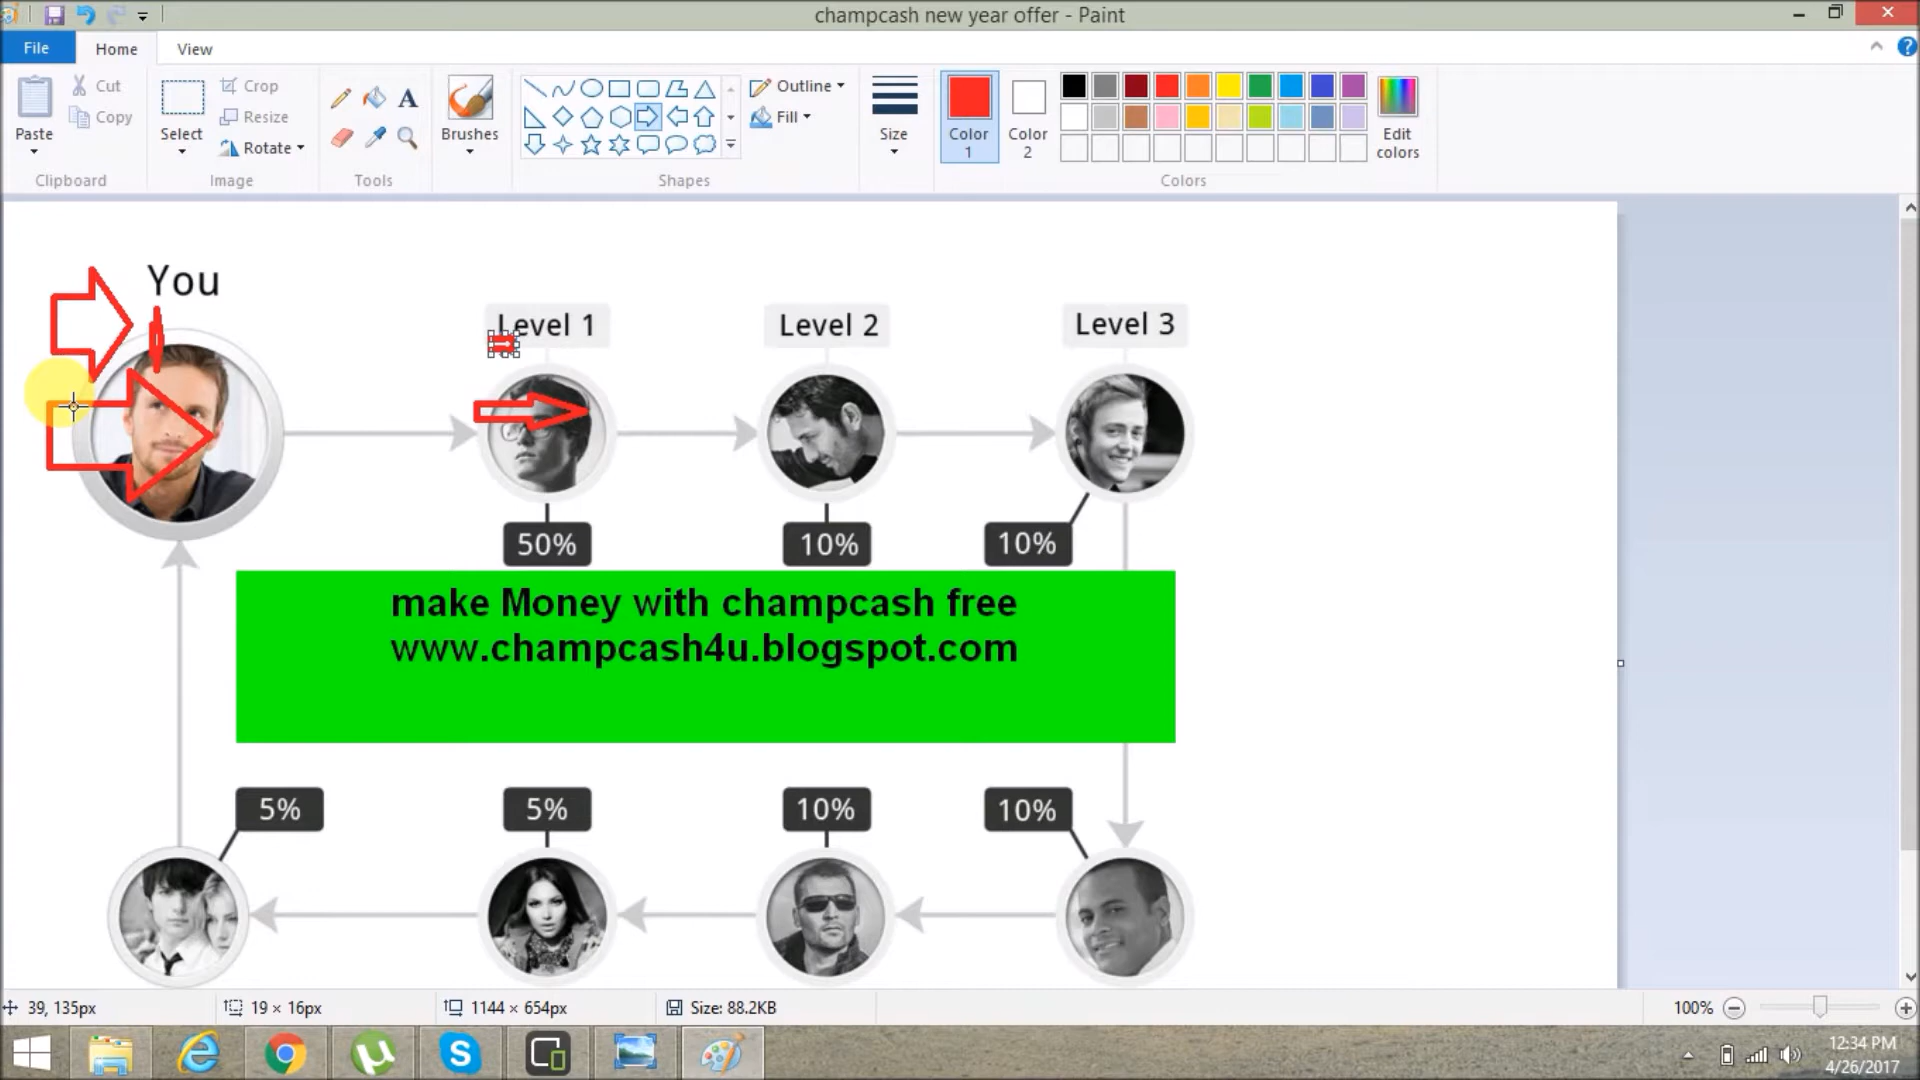 champcash new year offer - Paint
File
Home
View
Paste
Cut
Copy
Clipboard
Select
Crop
Resize
Rotate
Image
A
Tools
Brushes
Shapes
Outline
Fill
Size
Color 1
Color 2
Edit colors
Colors
You
Level 1
Level 2
Level 3
50%
10%
10%
make Money with champcash free
www.champcash4u.blogspot.com
5%
5%
10%
10%
39, 135px
19 × 16px
1144 × 654px
Size: 88.2KB
100%
12:34 PM
4/26/2017